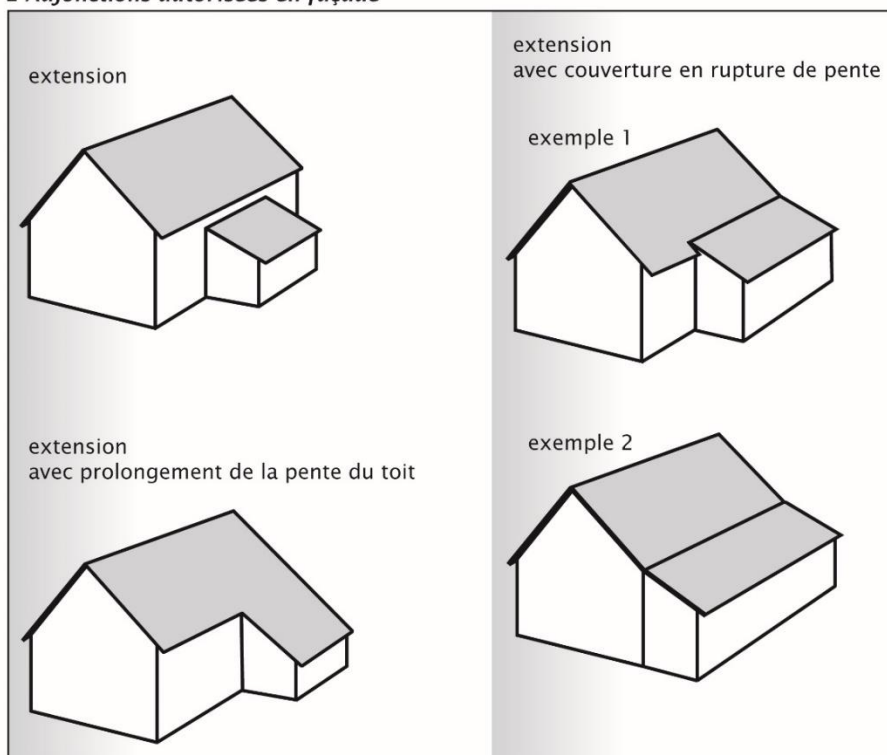 extension
extension
avec couverture en rupture de pente
exemple 1
extension
avec prolongement de la pente du toit
exemple 2